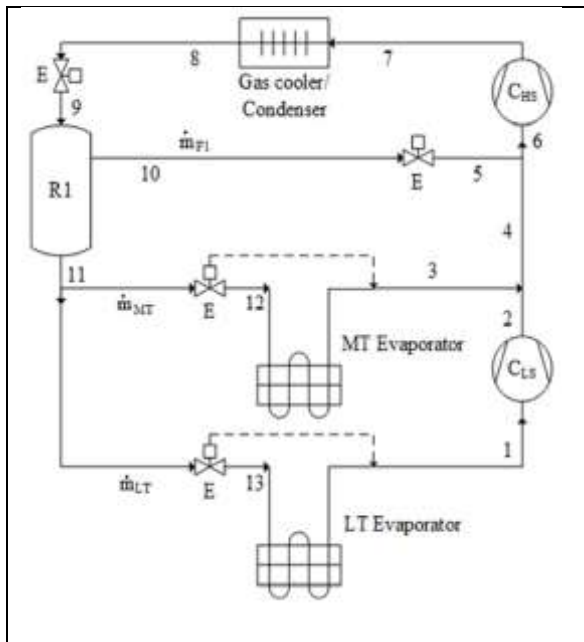 8
7
E
Gas cooler/
Condenser
C_HS
9
ṁ_F1
6
R1
10
E
5
4
11
3
ṁ_MT
E
12
2
MT Evaporator
C_LS
1
ṁ_LT
E
13
LT Evaporator